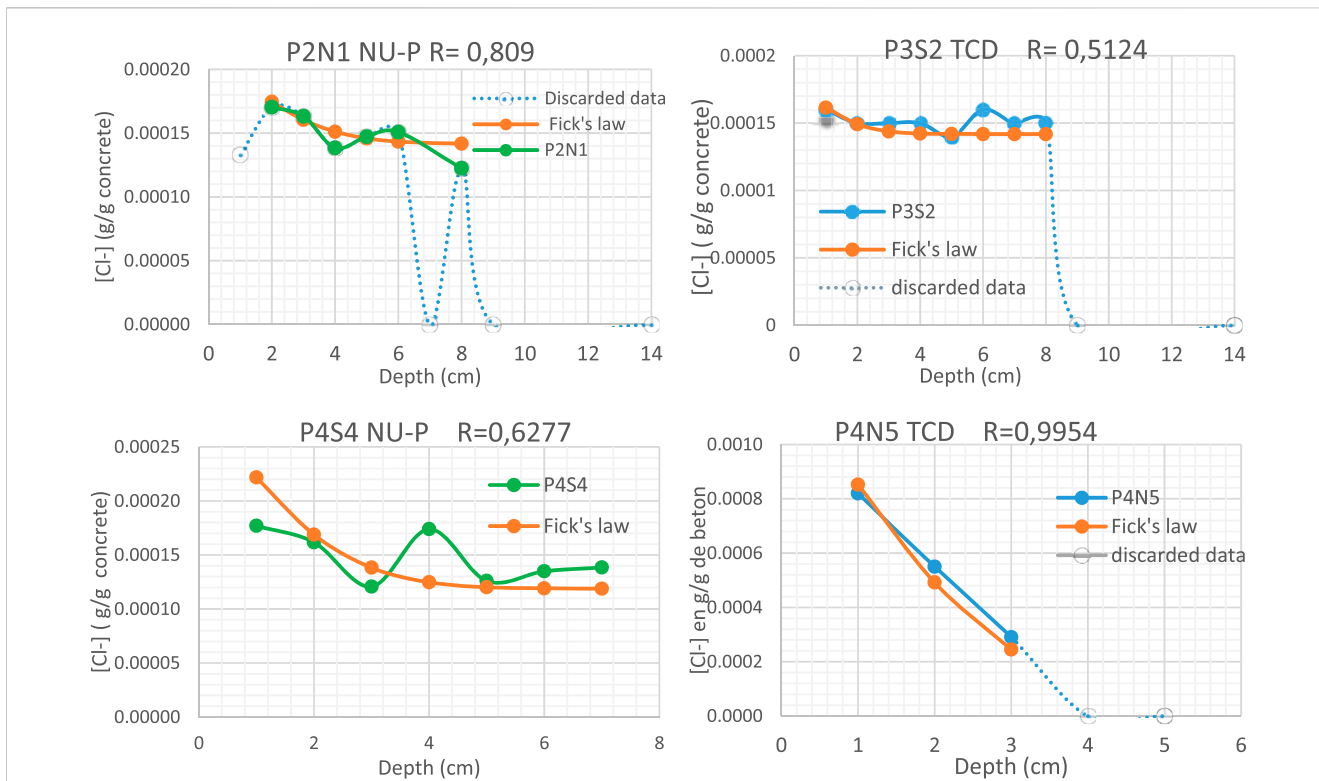 P2N1 NU-P R= 0,809
[Cl-] (g/g concrete)
0.00020
0.00015
0.00010
0.00005
0.00000
0 2 4 6 8 10 12 14
Depth (cm)
Discarded data
Fick's law
P2N1
P3S2 TCD R= 0,5124
[Cl-] ( g/g concrete)
0.0002
0.00015
0.0001
0.00005
0
0 2 4 6 8 10 12 14
Depth (cm)
P3S2
Fick's law
discarded data
P4S4 NU-P R=0,6277
[Cl-] ( g/g concrete)
0.00025
0.00020
0.00015
0.00010
0.00005
0.00000
0 2 4 6 8
Depth (cm)
P4S4
Fick's law
P4N5 TCD R=0,9954
[Cl-] en g/g de beton
0.0010
0.0008
0.0006
0.0004
0.0002
0.0000
0 1 2 3 4 5 6
Depth (cm)
P4N5
Fick's law
discarded data